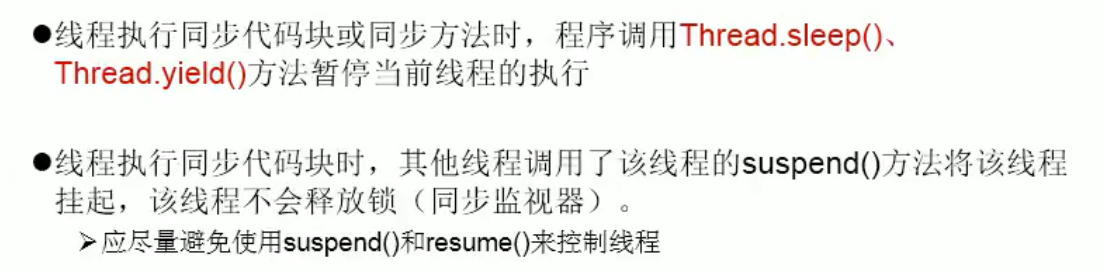 ●线程执行同步代码块或同步方法时，程序调用Thread.sleep()、
Thread.yield()方法暂停当前线程的执行
●线程执行同步代码块时，其他线程调用了该线程的suspend()方法将该线程
挂起，该线程不会释放锁（同步监视器）。
➢应尽量避免使用suspend()和resume()来控制线程